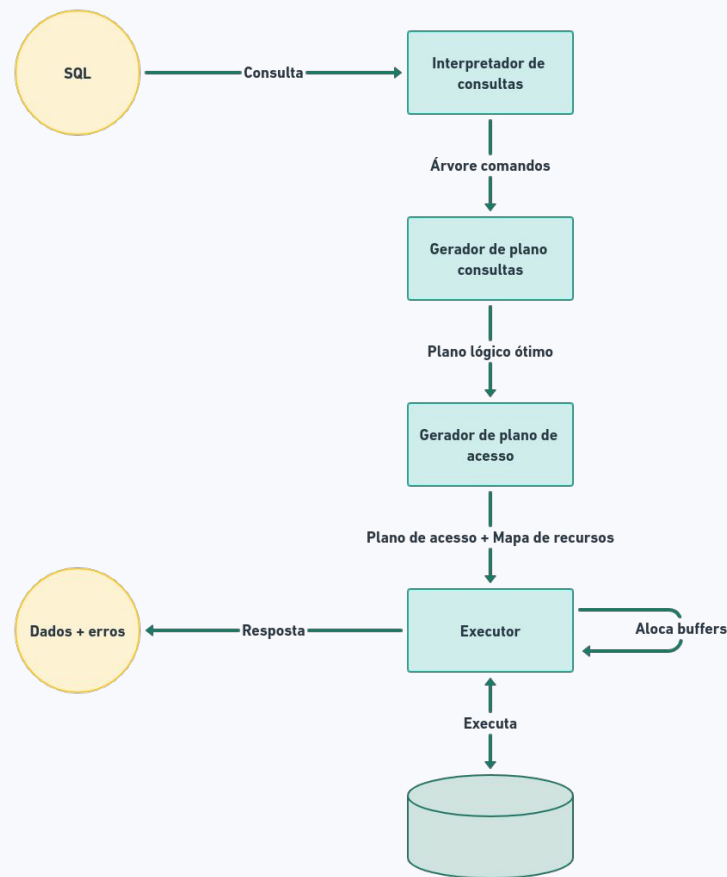 SQL
Consulta
Interpretador de
consultas
Árvore comandos
Gerador de plano
consultas
Plano lógico ótimo
Gerador de plano de
acesso
Plano de acesso + Mapa de recursos
Dados + erros
Resposta
Executor
Aloca buffers
Executa